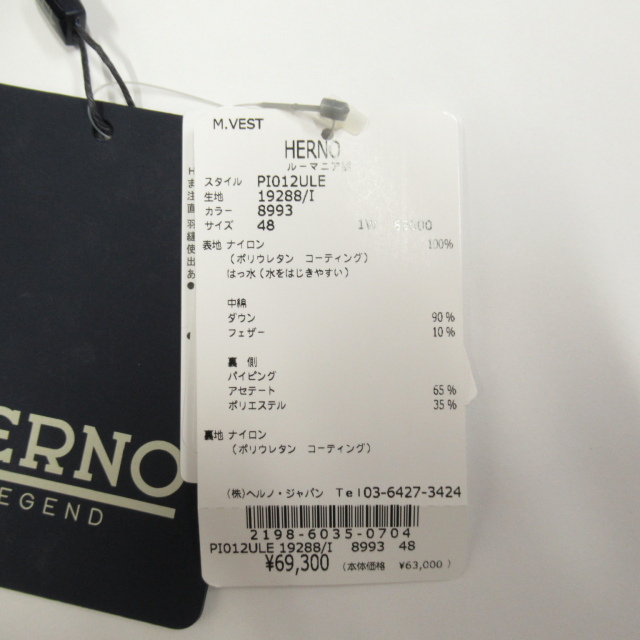 M.VEST
HERNO
ルーマニア製
スタイル PI012ULE
生地 19288/I
カラー 8993
サイズ 48
表地 ナイロン 100%
(ポリウレタン コーティング)
はっ水(水をはじきやすい)
中綿
ダウン 90%
フェザー 10%
裏 側
パイピング
アセテート 65%
ポリエステル 35%
裏地 ナイロン
(ポリウレタン コーティング)
(株)ヘルノ・ジャパン Tel03-6427-3424
2198-6035-0704
PI012ULE 19288/I 8993 48
¥69,300 (本体価格 ¥63,000)
ERNO
EGEND